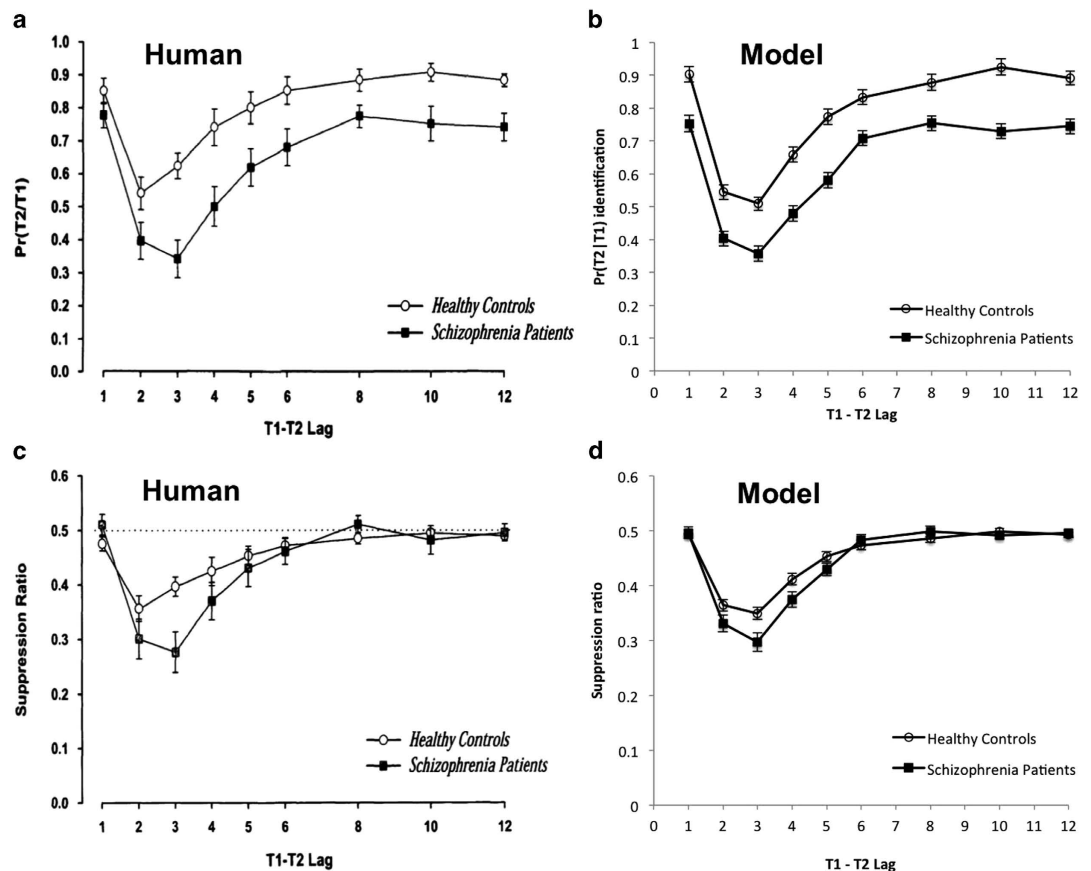 a
Human
1.0
0.9
0.8
0.7
0.6
0.5
0.4
0.3
0.2
0.1
0.0
Pr(T2/T1)
Healthy Controls
Schizophrenia Patients
1 2 3 4 5 6 8 10 12
T1-T2 Lag
b
Model
1
0.9
0.8
0.7
0.6
0.5
0.4
0.3
0.2
0.1
0
Pr(T2|T1) identification
Healthy Controls
Schizophrenia Patients
0 1 2 3 4 5 6 7 8 9 10 11 12
T1 - T2 Lag
c
Human
0.6
0.5
0.4
0.3
0.2
0.1
0.0
Suppression Ratio
Healthy Controls
Schizophrenia Patients
1 2 3 4 5 6 8 10 12
T1-T2 Lag
d
Model
0.6
0.5
0.4
0.3
0.2
0.1
0
Suppression ratio
Healthy Controls
Schizophrenia Patients
0 1 2 3 4 5 6 7 8 9 10 11 12
T1 - T2 Lag